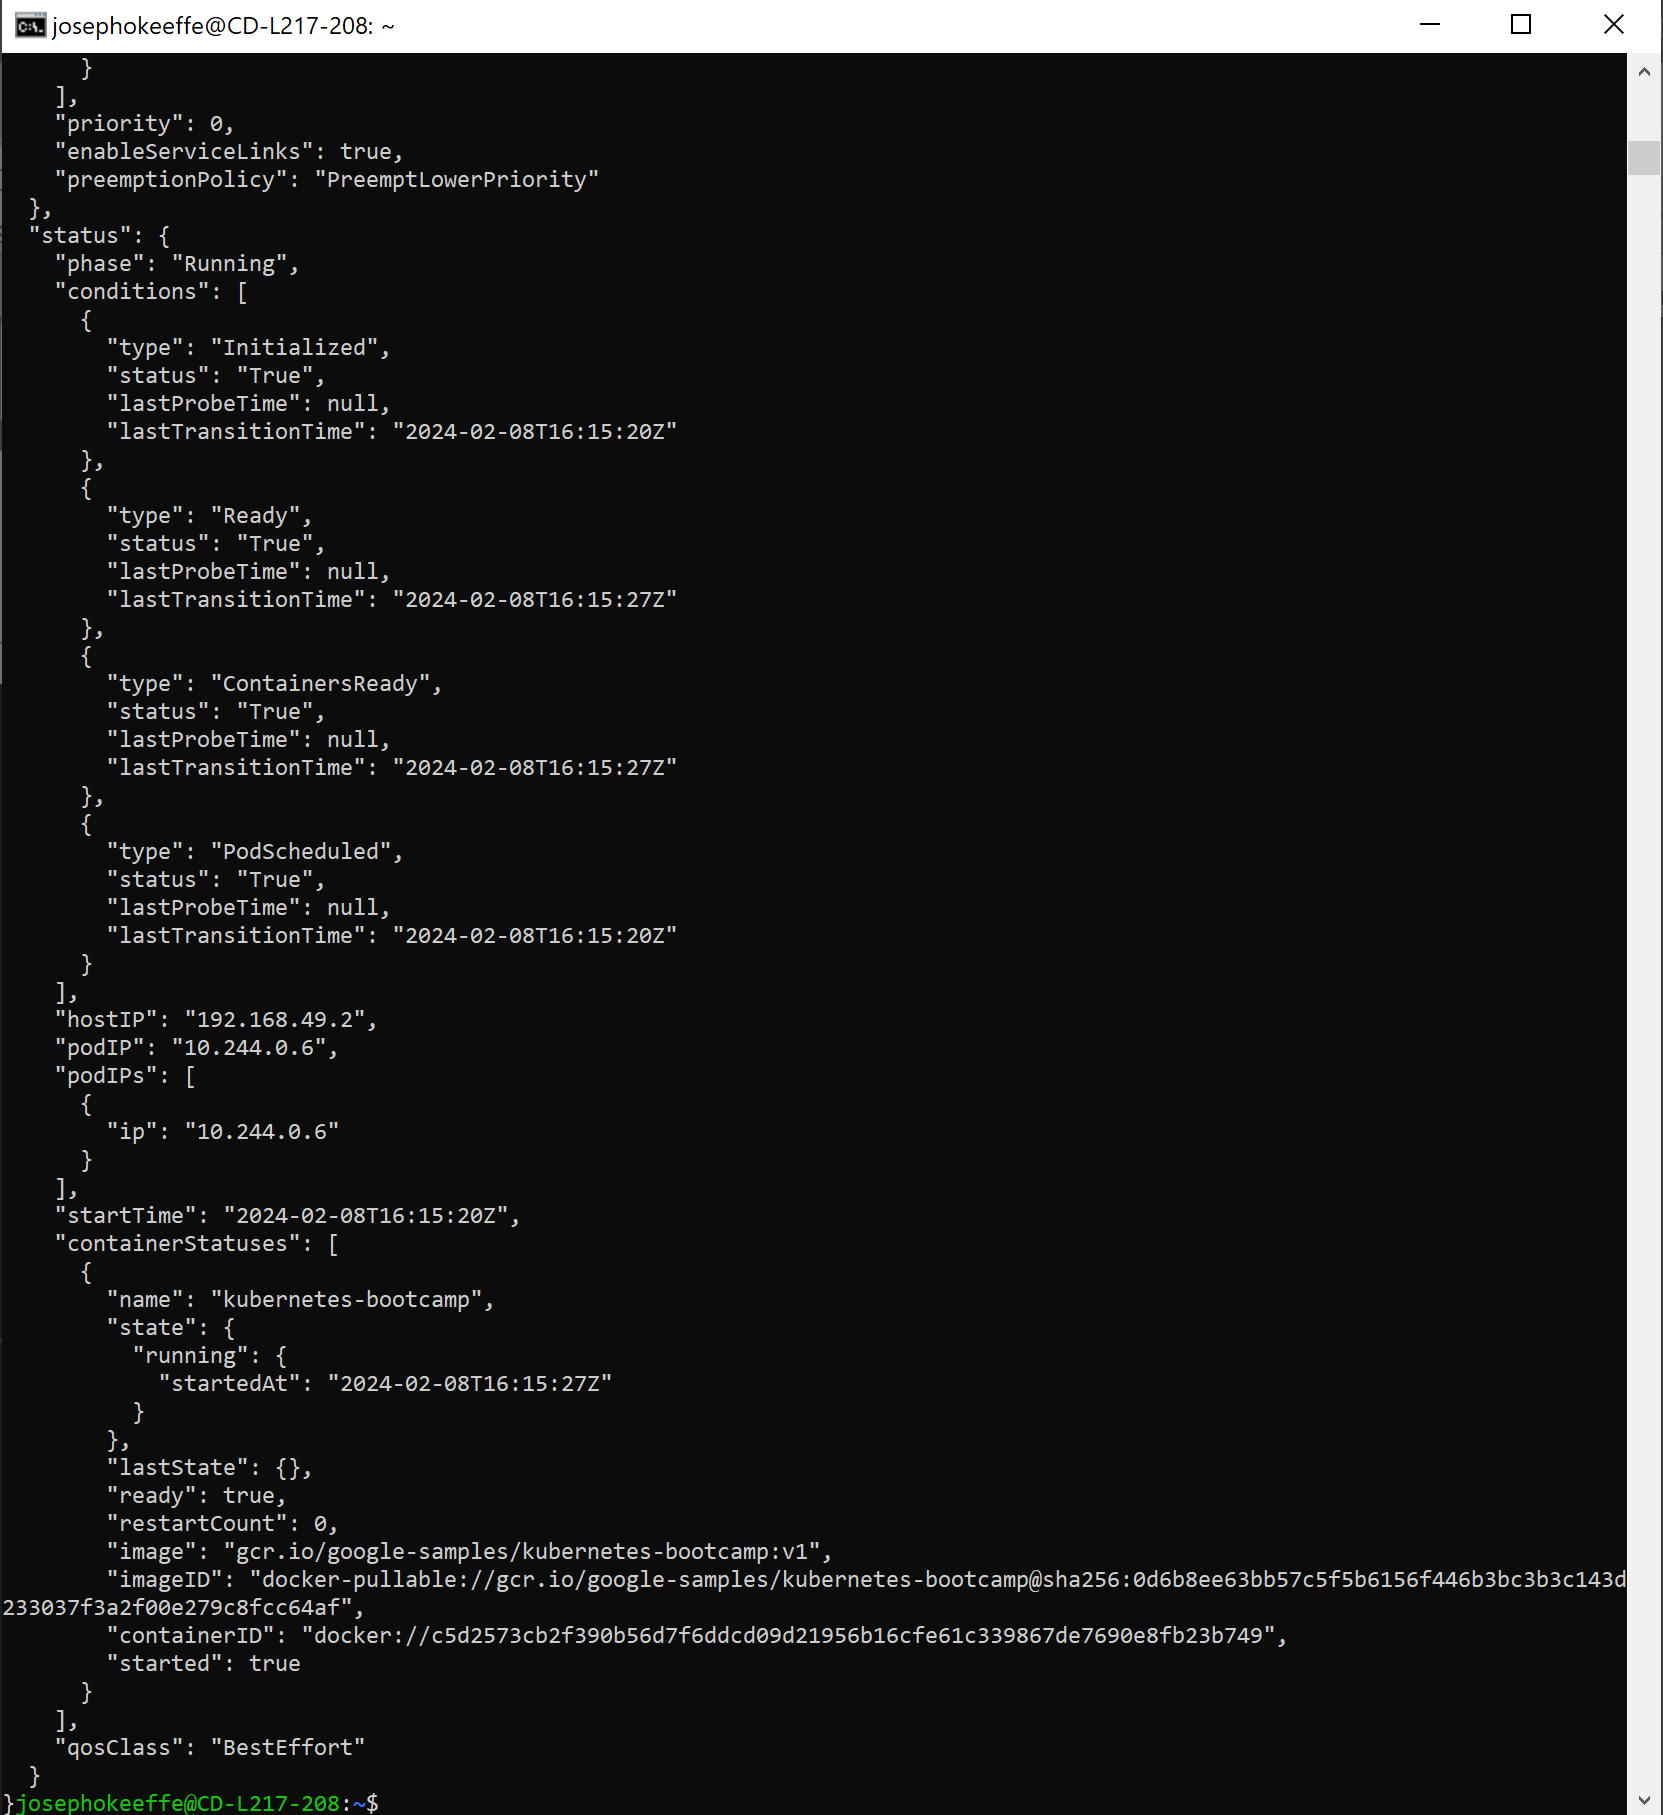 josephokeeffe@CD-L217-208: ~
      }
    ],
    "priority": 0,
    "enableServiceLinks": true,
    "preemptionPolicy": "PreemptLowerPriority"
  },
  "status": {
    "phase": "Running",
    "conditions": [
      {
        "type": "Initialized",
        "status": "True",
        "lastProbeTime": null,
        "lastTransitionTime": "2024-02-08T16:15:20Z"
      },
      {
        "type": "Ready",
        "status": "True",
        "lastProbeTime": null,
        "lastTransitionTime": "2024-02-08T16:15:27Z"
      },
      {
        "type": "ContainersReady",
        "status": "True",
        "lastProbeTime": null,
        "lastTransitionTime": "2024-02-08T16:15:27Z"
      },
      {
        "type": "PodScheduled",
        "status": "True",
        "lastProbeTime": null,
        "lastTransitionTime": "2024-02-08T16:15:20Z"
      }
    ],
    "hostIP": "192.168.49.2",
    "podIP": "10.244.0.6",
    "podIPs": [
      {
        "ip": "10.244.0.6"
      }
    ],
    "startTime": "2024-02-08T16:15:20Z",
    "containerStatuses": [
      {
        "name": "kubernetes-bootcamp",
        "state": {
          "running": {
            "startedAt": "2024-02-08T16:15:27Z"
          }
        },
        "lastState": {},
        "ready": true,
        "restartCount": 0,
        "image": "gcr.io/google-samples/kubernetes-bootcamp:v1",
        "imageID": "docker-pullable://gcr.io/google-samples/kubernetes-bootcamp@sha256:0d6b8ee63bb57c5f5b6156f446b3bc3b3c143d
233037f3a2f00e279c8fcc64af",
        "containerID": "docker://c5d2573cb2f390b56d7f6ddcd09d21956b16cfe61c339867de7690e8fb23b749",
        "started": true
      }
    ],
    "qosClass": "BestEffort"
  }
}josephokeeffe@CD-L217-208:~$